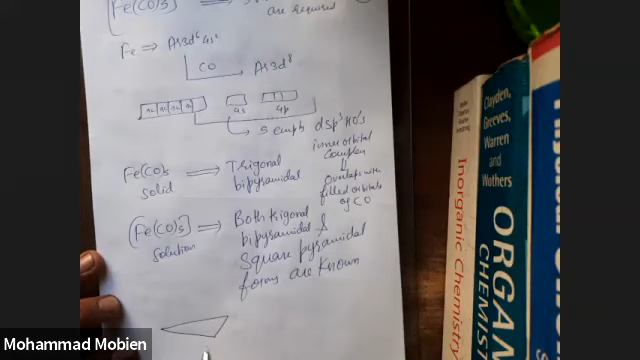 [Fe(CO)5] ⇒
are required
Fe ⇒ Ar3d⁶4s²
CO
Ar3d⁸
4s
4p
5 empty dsp³ HO's
inner orbital
complex
overlaps with
filled orbitals
of CO
Fe(CO)5 ⇒ Trigonal
solid bipyramidal
[Fe(CO)5] ⇒ Both trigonal
solution bipyramidal &
Square pyramidal
forms are known
Inorganic Chemistry
Clayden,
Greeves,
Warren
and
Wothers
ORGANIC
CHEMISTRY
Mohammad Mobien